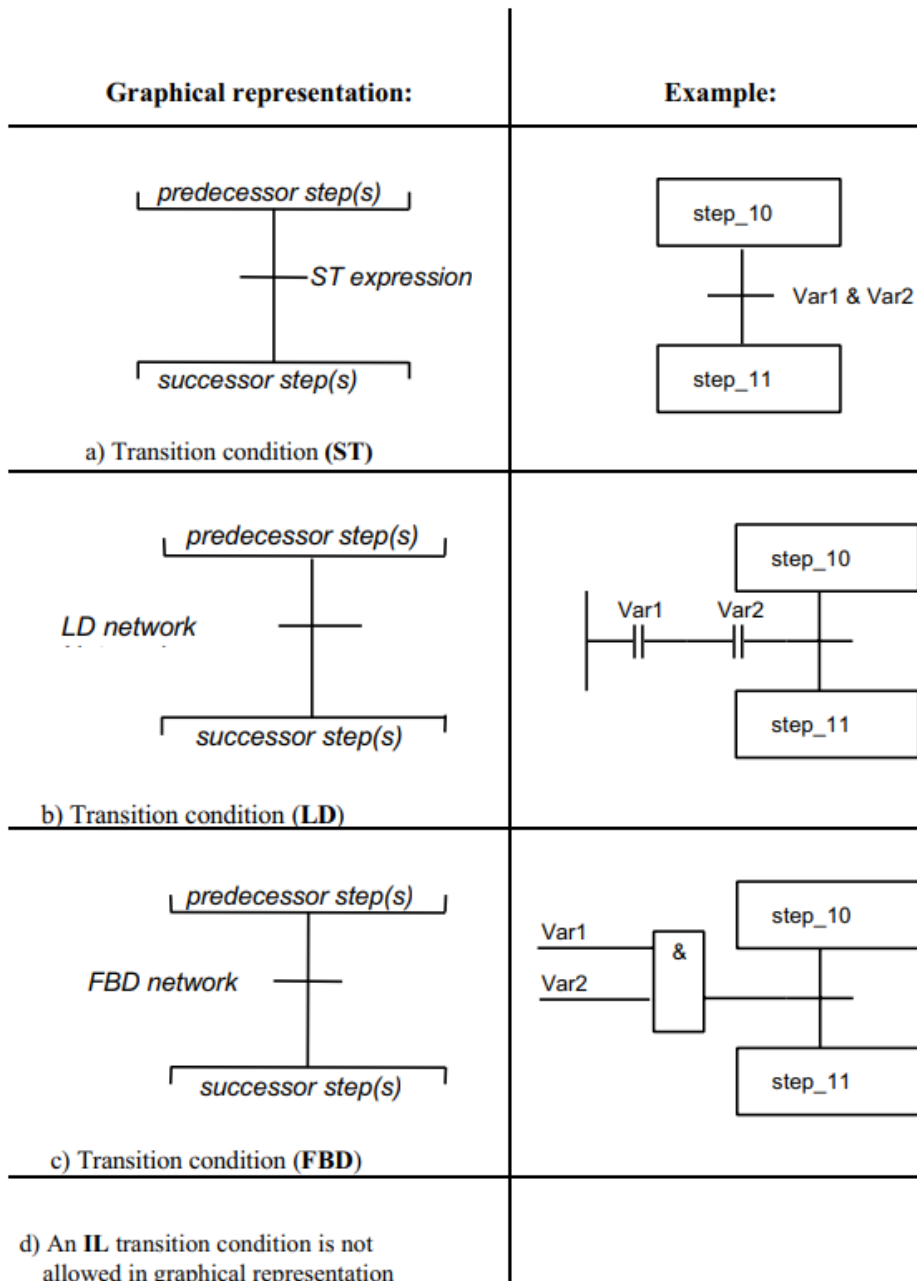 Graphical representation:
Example:
predecessor step(s)
ST expression
successor step(s)
a) Transition condition (ST)
step_10
Var1 & Var2
step_11
predecessor step(s)
LD network
successor step(s)
b) Transition condition (LD)
step_10
Var1
Var2
step_11
predecessor step(s)
FBD network
successor step(s)
c) Transition condition (FBD)
step_10
Var1
&
Var2
step_11
d) An IL transition condition is not
allowed in graphical representation